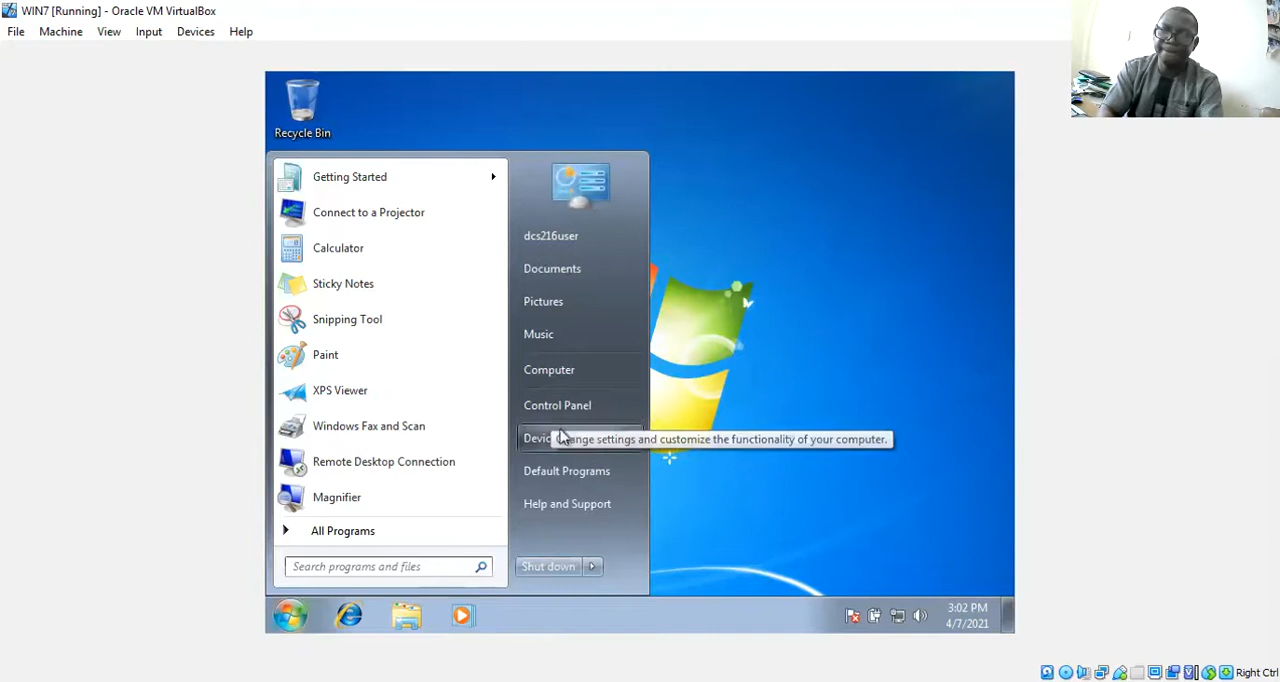 WIN7 [Running] - Oracle VM VirtualBox
File Machine View Input Devices Help
Recycle Bin
Getting Started
Connect to a Projector
Calculator
Sticky Notes
Snipping Tool
Paint
XPS Viewer
Windows Fax and Scan
Remote Desktop Connection
Magnifier
All Programs
Search programs and files
dcs216user
Documents
Pictures
Music
Computer
Control Panel
settings and customize the functionality of your computer.
Default Programs
Help and Support
Shut down
3:02 PM
4/7/2021
Right Ctrl